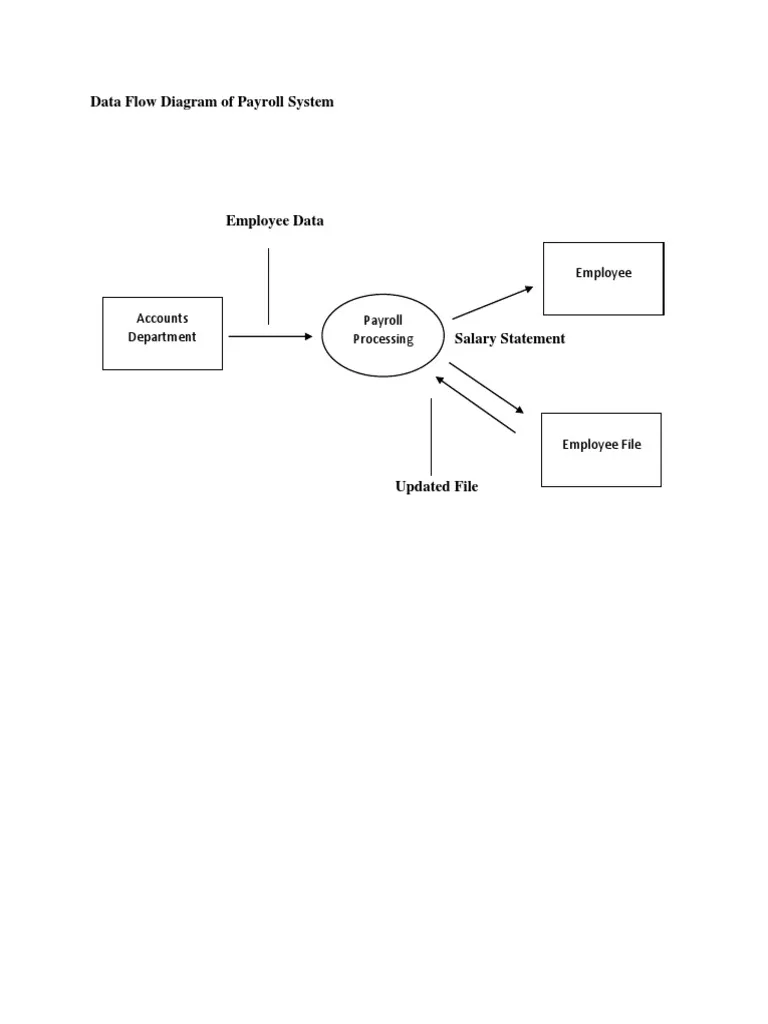 Data Flow Diagram of Payroll System
Employee Data
Employee
Accounts
Department
Payroll
Processing
Salary Statement
Employee File
Updated File